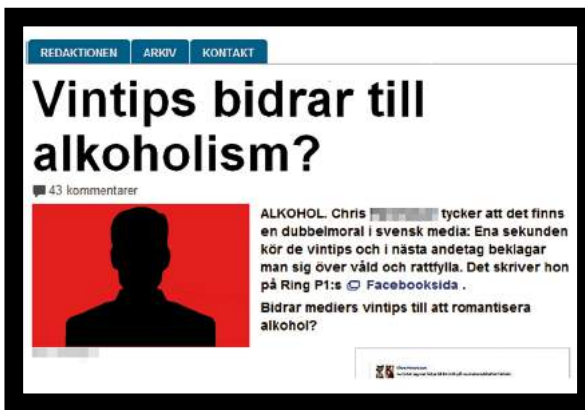 REDAKTIONEN ARKIV KONTAKT
Vintips bidrar till
alkoholism?
43 kommentarer
ALKOHOL. Chris tycker att det finns
en dubbelmoral i svensk media: Ena sekunden
kör de vintips och i nästa andetag beklagar
man sig över våld och rattfylla. Det skriver hon
på Ring P1:s Facebooksida .
Bidrar mediers vintips till att romantisera
alkohol?